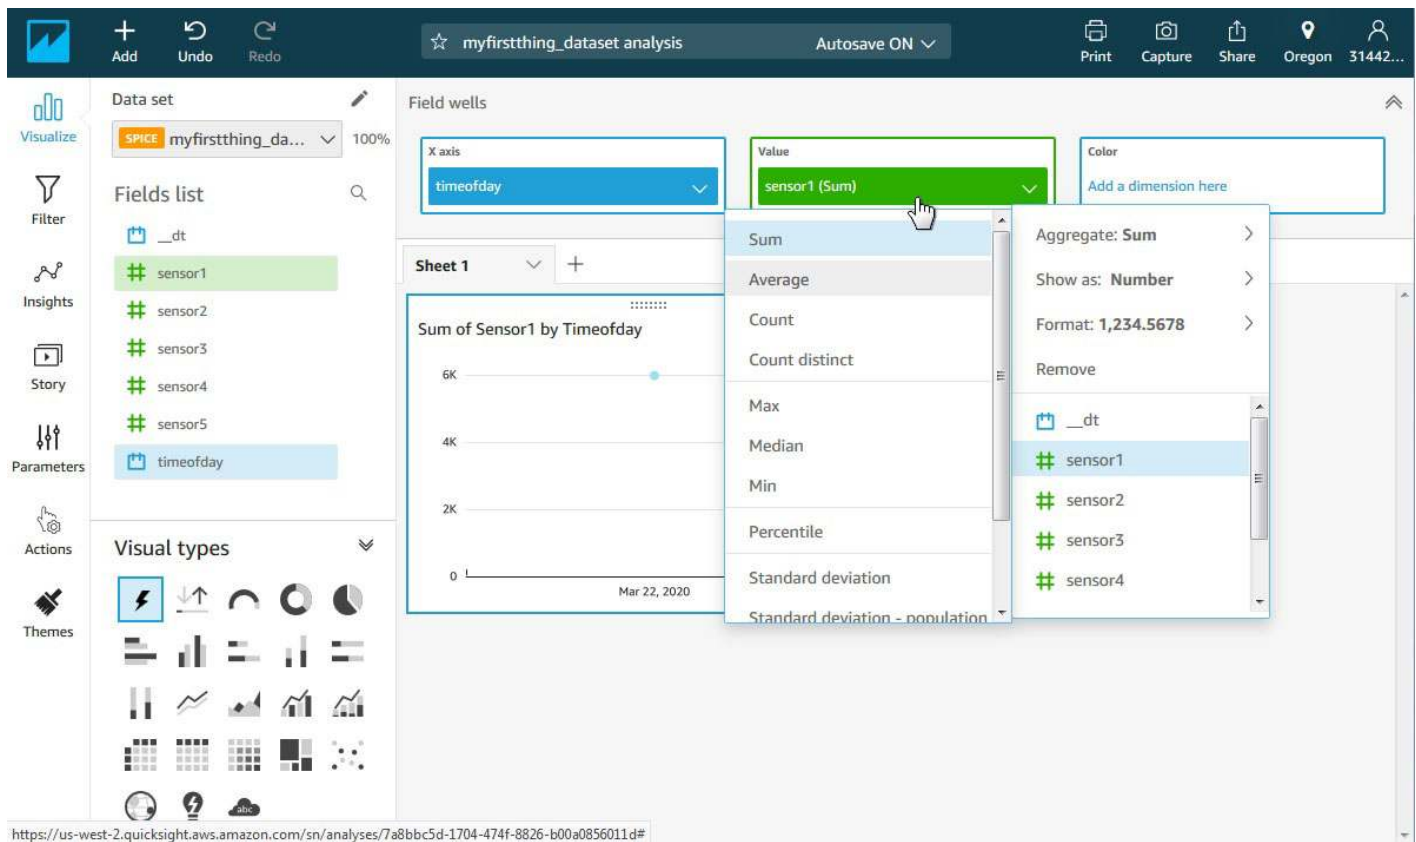 Add
Undo
Redo
myfirstthing_dataset analysis
Autosave ON
Print
Capture
Share
Oregon
31442...
Visualize
Filter
Insights
Story
Parameters
Actions
Themes
Data set
SPICE myfirstthing_da... 100%
Fields list
__dt
sensor1
sensor2
sensor3
sensor4
sensor5
timeofday
Visual types
abc
Field wells
X axis
timeofday
Value
sensor1 (Sum)
Color
Add a dimension here
Sheet 1
Sum of Sensor1 by Timeofday
6K
4K
2K
0
Mar 22, 2020
Sum
Average
Count
Count distinct
Max
Median
Min
Percentile
Standard deviation
Standard deviation - population
Aggregate: Sum
Show as: Number
Format: 1,234.5678
Remove
__dt
sensor1
sensor2
sensor3
sensor4
https://us-west-2.quicksight.aws.amazon.com/sn/analyses/7a8bbc5d-1704-474f-8826-b00a0856011d#